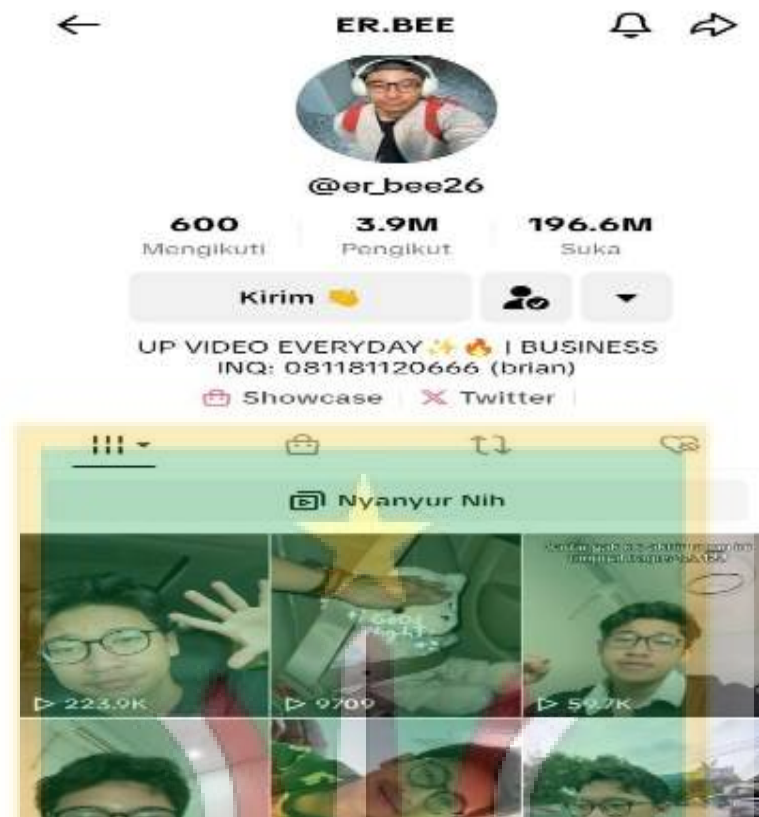 ER.BEE
@er_bee26
600 3.9M 196.6M
Mengikuti Pengikut Suka
Kirim 👏
UP VIDEO EVERYDAY✨🔥 | BUSINESS
INQ: 081181120666 (brian)
Showcase Twitter
Nyanyur Nih
223.9K 9709 59.7K